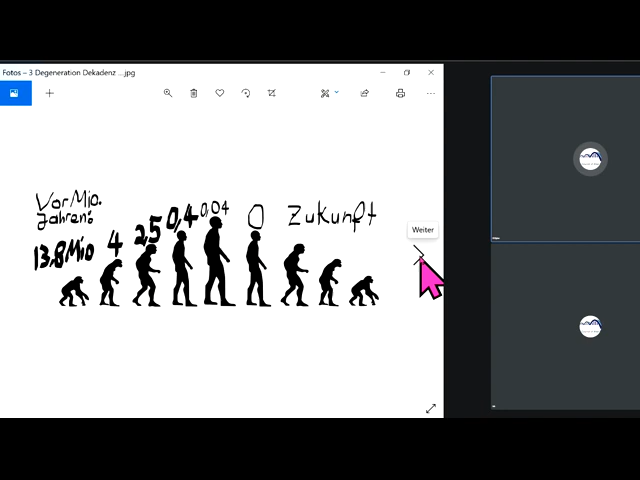 Fotos – 3 Degeneration Dekadenz ....jpg
Vor Mio.
Jahren:
13,8 Mio 4 2,5 0,4 0,04 0 Zukunft
Weiter